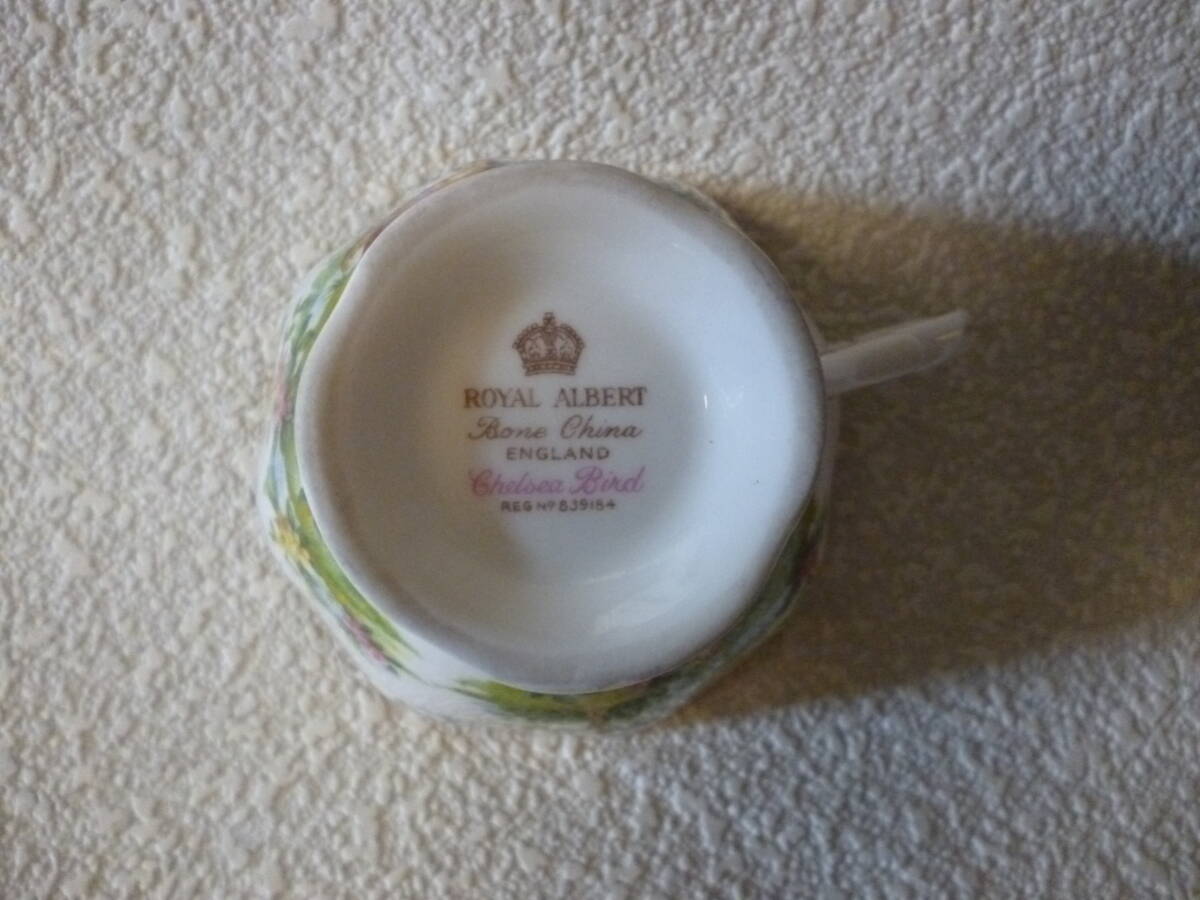 ROYAL ALBERT
Bone China
ENGLAND
Chelsea Bird
REG Nº 839184